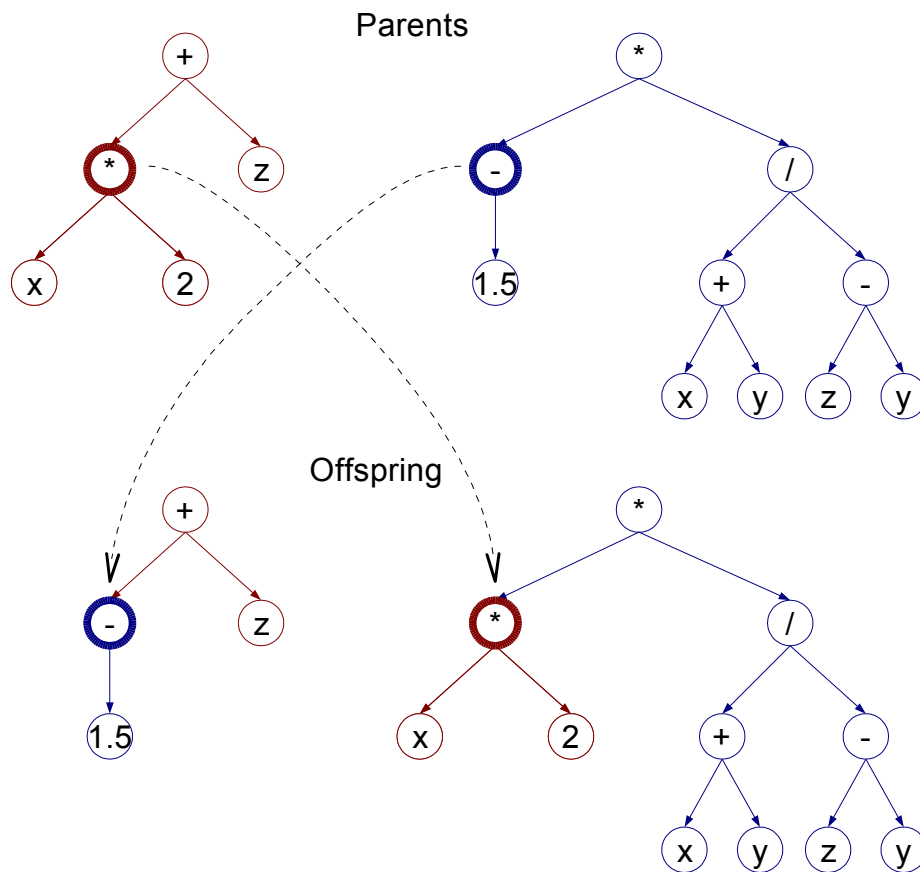 Parents
+ *
* z - /
x 2 1.5 + -
x y z y
Offspring
+ *
- z * /
1.5 x 2 + -
x y z y